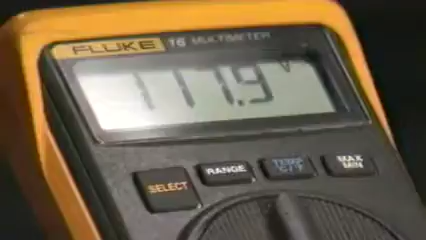 FLUKE 16 MULTIMETER
117.9 V
SELECT
RANGE
TEMP
C/F
MAX
MIN